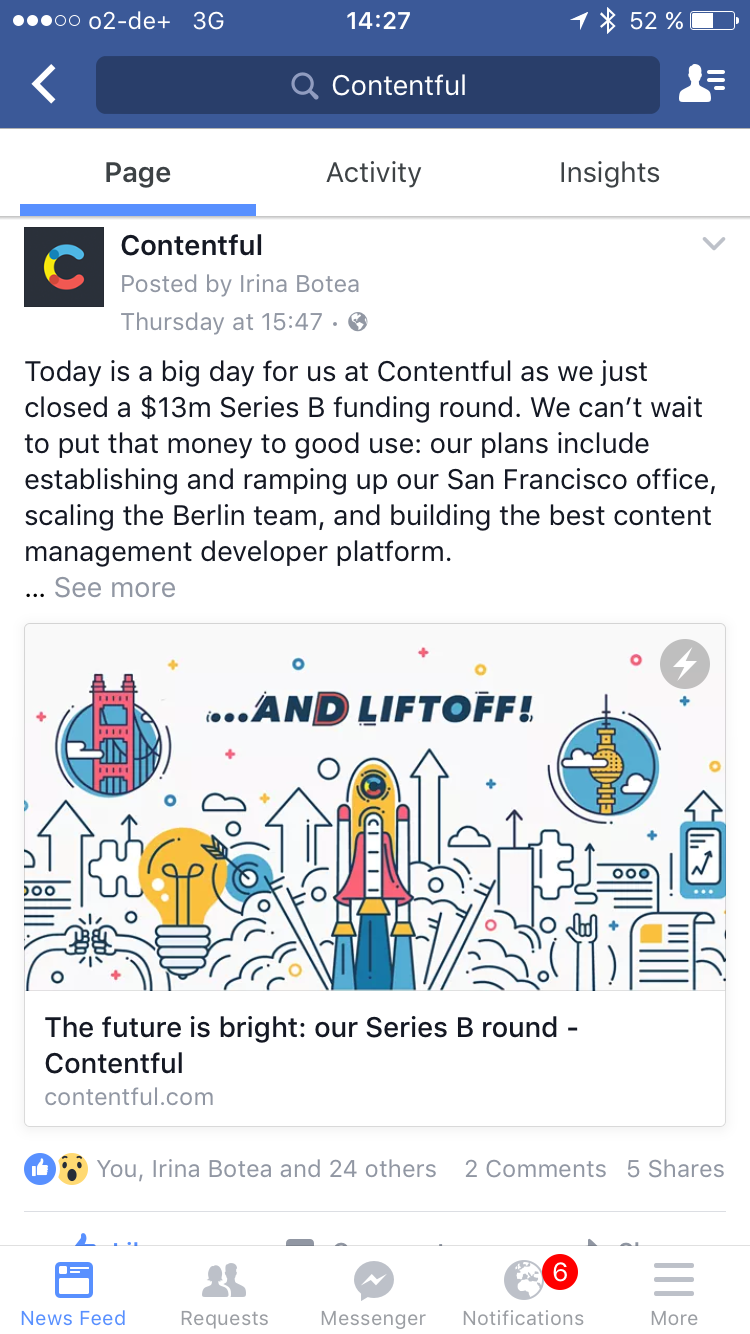 o2-de+ 3G 14:27 52 %
Contentful
Page Activity Insights
Contentful
Posted by Irina Botea
Thursday at 15:47 ·
Today is a big day for us at Contentful as we just
closed a $13m Series B funding round. We can’t wait
to put that money to good use: our plans include
establishing and ramping up our San Francisco office,
scaling the Berlin team, and building the best content
management developer platform.
... See more
...AND LIFTOFF!
The future is bright: our Series B round -
Contentful
contentful.com
You, Irina Botea and 24 others 2 Comments 5 Shares
6
News Feed Requests Messenger Notifications More